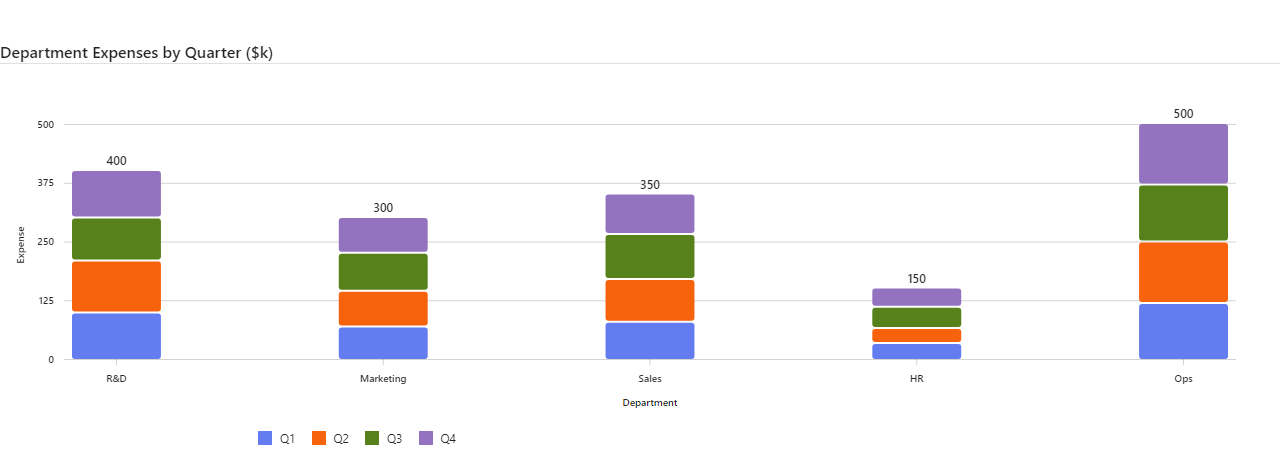 Department Expenses by Quarter ($k)
500
375
250
125
0
Expense
400
300
350
150
500
R&D
Marketing
Sales
HR
Ops
Department
Q1 Q2 Q3 Q4